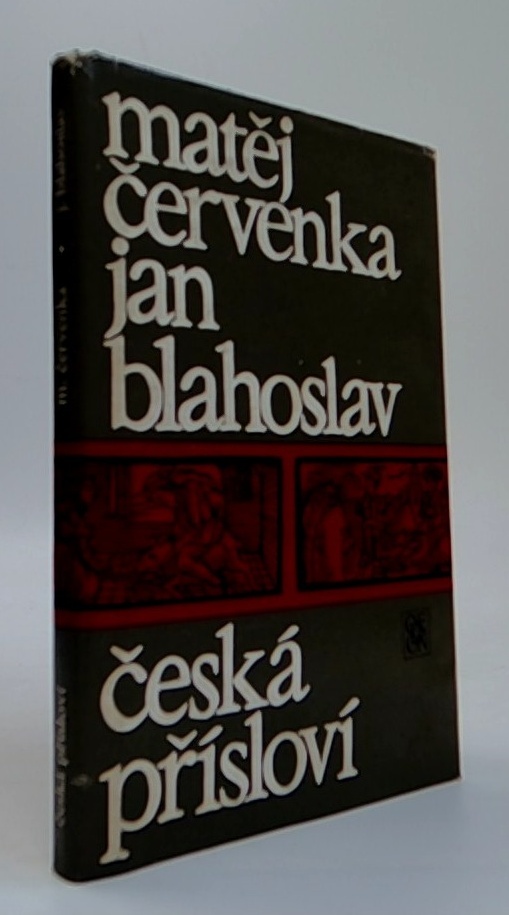 matěj
červenka
jan
blahoslav
česká
přísloví
m. červenka • j. blahoslav
česká přísloví